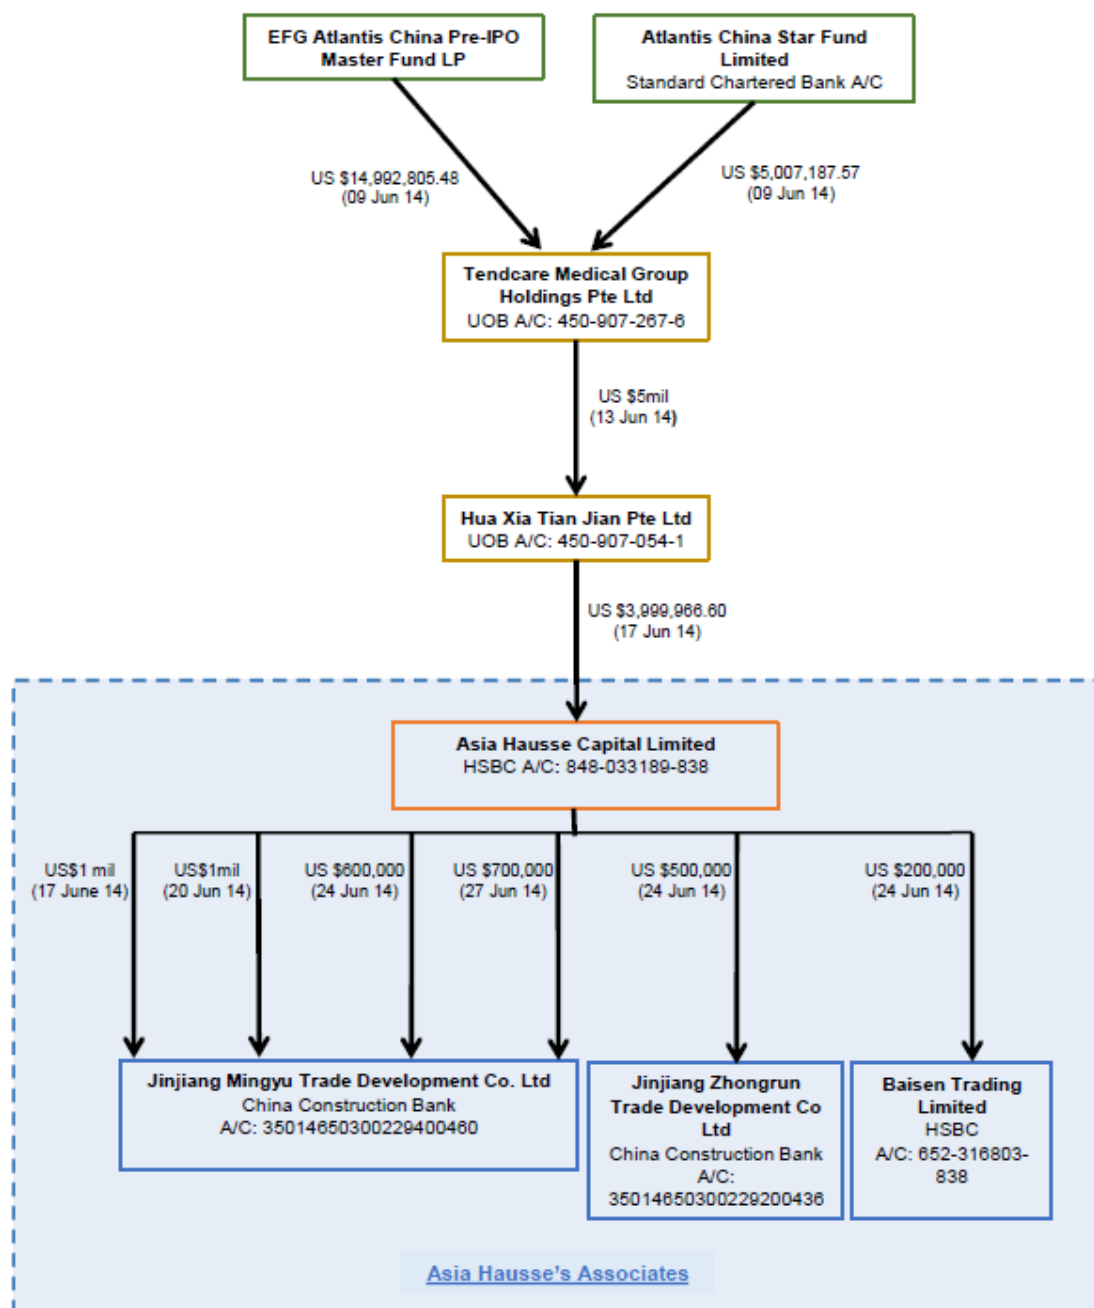 EFG Atlantis China Pre-IPO
Master Fund LP
Atlantis China Star Fund
Limited
Standard Chartered Bank A/C
US $14,992,805.48
(09 Jun 14)
US $5,007,187.57
(09 Jun 14)
Tendcare Medical Group
Holdings Pte Ltd
UOB A/C: 450-907-267-6
US $5mil
(13 Jun 14)
Hua Xia Tian Jian Pte Ltd
UOB A/C: 450-907-054-1
US $3,999,966.60
(17 Jun 14)
Asia Hausse Capital Limited
HSBC A/C: 848-033189-838
US$1 mil
(17 June 14)
US$1mil
(20 Jun 14)
US $600,000
(24 Jun 14)
US $700,000
(27 Jun 14)
US $500,000
(24 Jun 14)
US $200,000
(24 Jun 14)
Jinjiang Mingyu Trade Development Co. Ltd
China Construction Bank
A/C: 35014650300229400460
Jinjiang Zhongrun
Trade Development Co
Ltd
China Construction Bank
A/C:
35014650300229200436
Baisen Trading
Limited
HSBC
A/C: 652-316803-
838
Asia Hausse's Associates